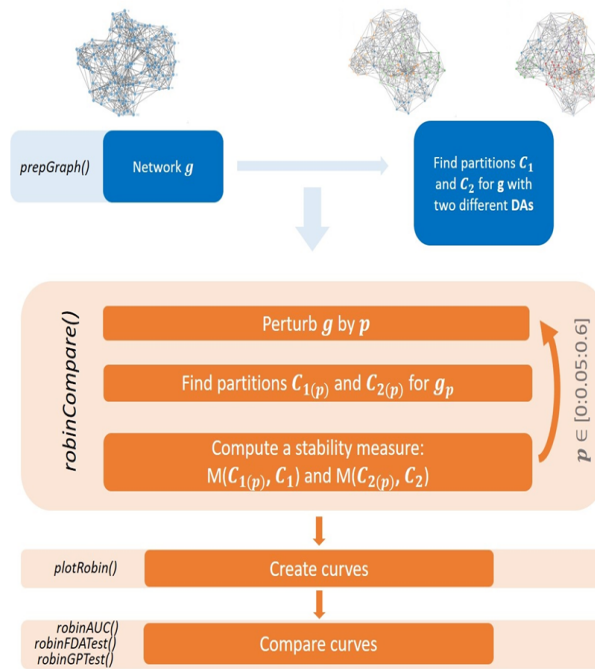 prepGraph()
Network g
Find partitions C₁
and C₂ for g with
two different DAs
robinCompare()
Perturb g by p
Find partitions C₁₍ₚ₎ and C₂₍ₚ₎ for gₚ
Compute a stability measure:
M(C₁₍ₚ₎, C₁) and M(C₂₍ₚ₎, C₂)
p ∈ [0:0.05:0.6]
plotRobin()
Create curves
robinAUC()
robinFDATest()
robinGPTest()
Compare curves